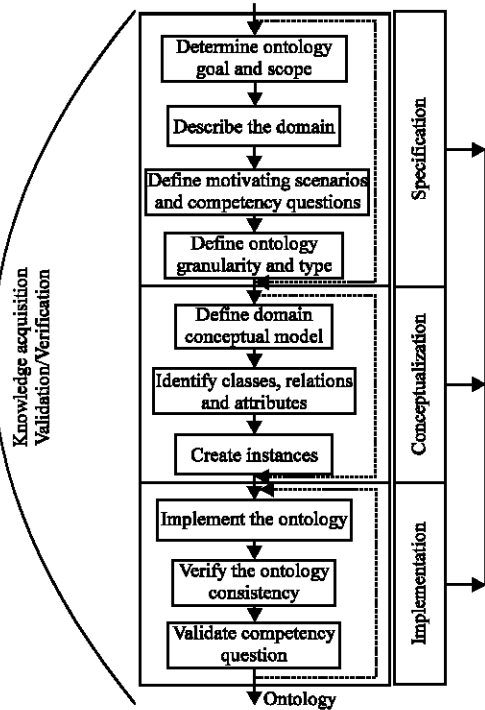 Determine ontology
goal and scope
Describe the domain
Define motivating scenarios
and competency questions
Define ontology
granularity and type
Specification
Knowledge acquisition
Validation/Verification
Define domain
conceptual model
Identify classes, relations
and attributes
Create instances
Conceptualization
Implement the ontology
Verify the ontology
consistency
Validate competency
question
Implementation
Ontology